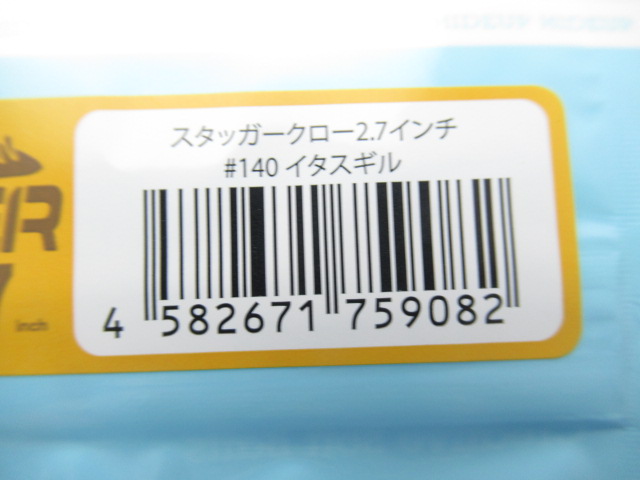 スタッガークロー2.7インチ
#140 イタスギル
4 582671 759082
inch